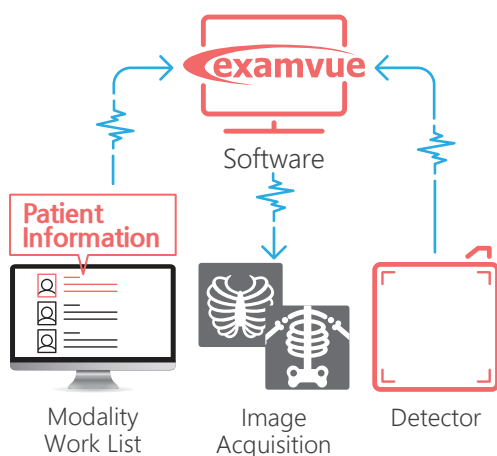 examvue
Software
Patient
Information
Modality
Work List
Image
Acquisition
Detector